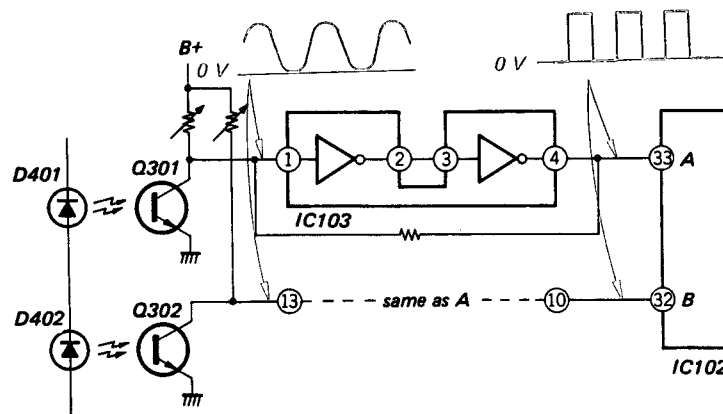 B+
0 V
0 V
1
2
3
4
33
A
D401
Q301
IC103
13
same as A
10
32
B
D402
Q302
IC102